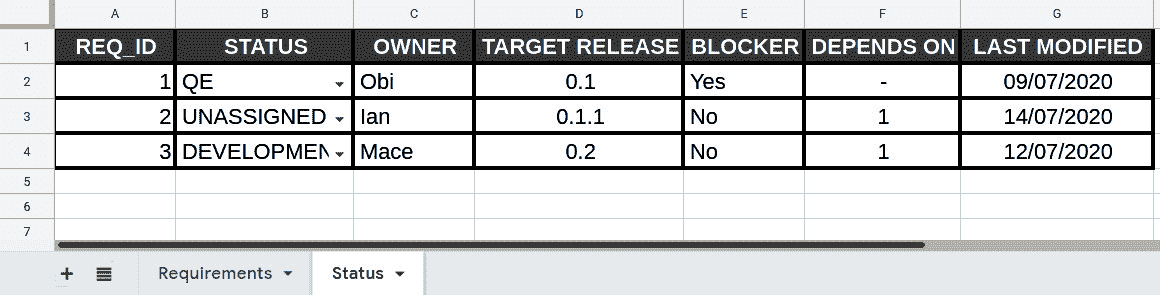 A B C D E F G
1 REQ_ID STATUS OWNER TARGET RELEASE BLOCKER DEPENDS ON LAST MODIFIED
2 1 QE Obi 0.1 Yes - 09/07/2020
3 2 UNASSIGNED Ian 0.1.1 No 1 14/07/2020
4 3 DEVELOPMEN Mace 0.2 No 1 12/07/2020
5
6
7
+ Requirements Status